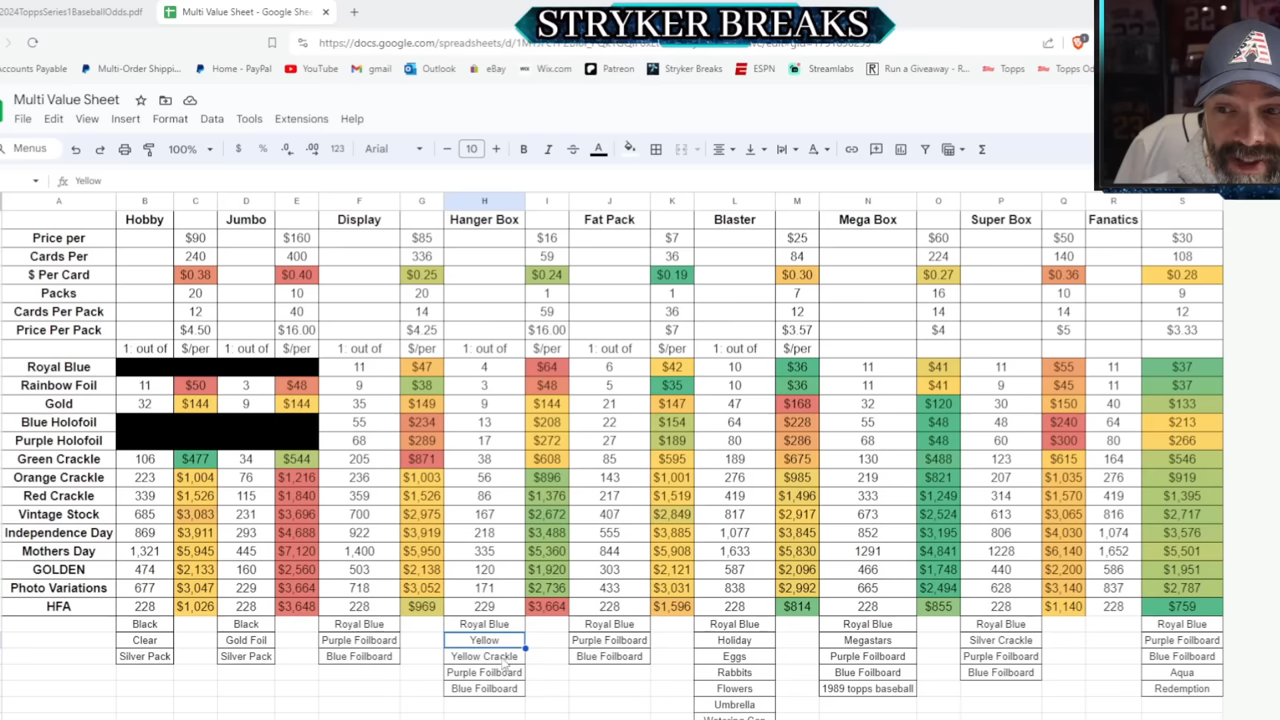 2024ToppsSeries1BaseballOdds.pdf
Multi Value Sheet - Google She
STRYKER BREAKS
Accounts Payable Multi-Order Shippi... Home - PayPal YouTube gmail Outlook eBay Wix.com Patreon Stryker Breaks ESPN Streamlabs Run a Giveaway - R... Topps Topps Od
Multi Value Sheet
File Edit View Insert Format Data Tools Extensions Help
Menus 100% $ % .0 .00 123 Arial 10 B I A
fx Yellow
A B C D E F G H I J K L M N O P Q R S
Hobby Jumbo Display Hanger Box Fat Pack Blaster Mega Box Super Box Fanatics
Price per $90 $160 $85 $16 $7 $25 $60 $50 $30
Cards Per 240 400 336 59 36 84 224 140 108
$ Per Card $0.38 $0.40 $0.25 $0.24 $0.19 $0.30 $0.27 $0.36 $0.28
Packs 20 10 20 1 1 7 16 10 9
Cards Per Pack 12 40 14 59 36 12 14 14 12
Price Per Pack $4.50 $16.00 $4.25 $16.00 $7 $3.57 $4 $5 $3.33
1: out of $/per 1: out of $/per 1: out of $/per 1: out of $/per 1: out of $/per 1: out of $/per
Royal Blue 11 $47 4 $64 6 $42 10 $36 11 $41 11 $55 11 $37
Rainbow Foil 11 $50 3 $48 9 $38 3 $48 5 $35 10 $36 11 $41 9 $45 11 $37
Gold 32 $144 9 $144 35 $149 9 $144 21 $147 47 $168 32 $120 30 $150 40 $133
Blue Holofoil 55 $234 13 $208 22 $154 64 $228 55 $48 48 $240 64 $213
Purple Holofoil 68 $289 17 $272 27 $189 80 $286 68 $48 60 $300 80 $266
Green Crackle 106 $477 34 $544 205 $871 38 $608 85 $595 189 $675 130 $488 123 $615 164 $546
Orange Crackle 223 $1,004 76 $1,216 236 $1,003 56 $896 143 $1,001 276 $985 219 $821 207 $1,035 276 $919
Red Crackle 339 $1,526 115 $1,840 359 $1,526 86 $1,376 217 $1,519 419 $1,496 333 $1,249 314 $1,570 419 $1,395
Vintage Stock 685 $3,083 231 $3,696 700 $2,975 167 $2,672 407 $2,849 817 $2,917 673 $2,524 613 $3,065 816 $2,717
Independence Day 869 $3,911 293 $4,688 922 $3,919 218 $3,488 555 $3,885 1,077 $3,845 852 $3,195 806 $4,030 1,074 $3,576
Mothers Day 1,321 $5,945 445 $7,120 1,400 $5,950 335 $5,360 844 $5,908 1,633 $5,830 1291 $4,841 1228 $6,140 1,652 $5,501
GOLDEN 474 $2,133 160 $2,560 503 $2,138 120 $1,920 303 $2,121 587 $2,096 466 $1,748 440 $2,200 586 $1,951
Photo Variations 677 $3,047 229 $3,664 718 $3,052 171 $2,736 433 $3,031 838 $2,992 665 $2,494 628 $3,140 837 $2,787
HFA 228 $1,026 228 $3,648 228 $969 229 $3,664 228 $1,596 228 $814 228 $855 228 $1,140 228 $759
Black Black Royal Blue Royal Blue Royal Blue Royal Blue Royal Blue Royal Blue Royal Blue
Clear Gold Foil Purple Foilboard Yellow Purple Foilboard Holiday Megastars Silver Crackle Purple Foilboard
Silver Pack Silver Pack Blue Foilboard Yellow Crackle Blue Foilboard Eggs Purple Foilboard Purple Foilboard Blue Foilboard
Purple Foilboard Rabbits Blue Foilboard Blue Foilboard Aqua
Blue Foilboard Flowers 1989 topps baseball Redemption
Umbrella